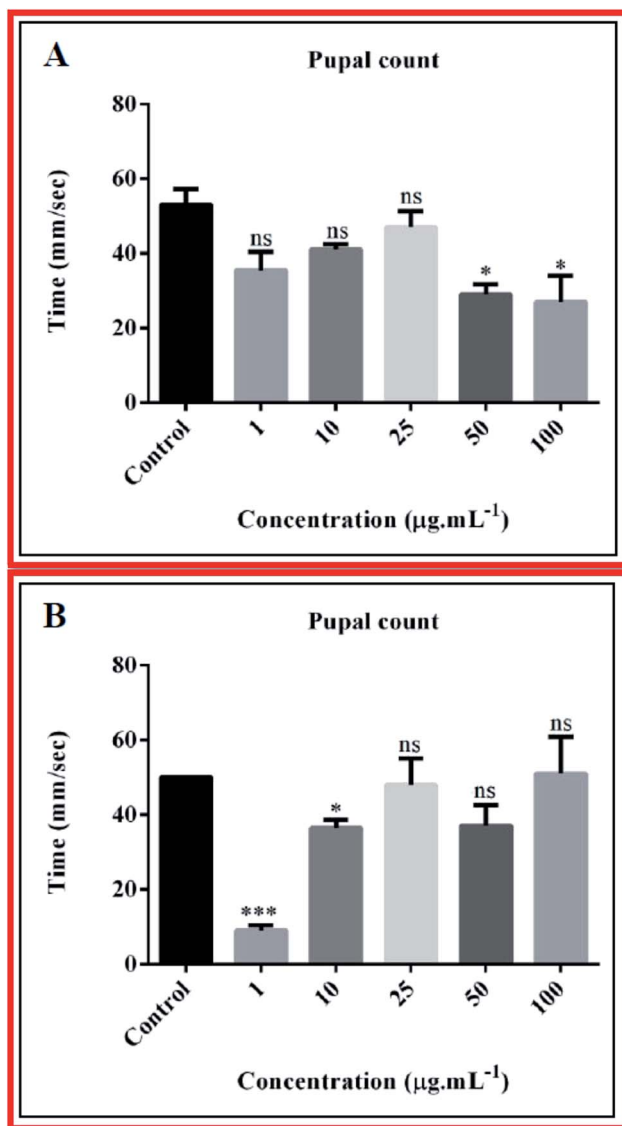 A
Pupal count
80
60
40
20
0
Time (mm/sec)
ns
ns
ns
*
*
Control
1
10
25
50
100
Concentration (µg.mL⁻¹)
B
Pupal count
80
60
40
20
0
Time (mm/sec)
***
*
ns
ns
ns
Control
1
10
25
50
100
Concentration (µg.mL⁻¹)